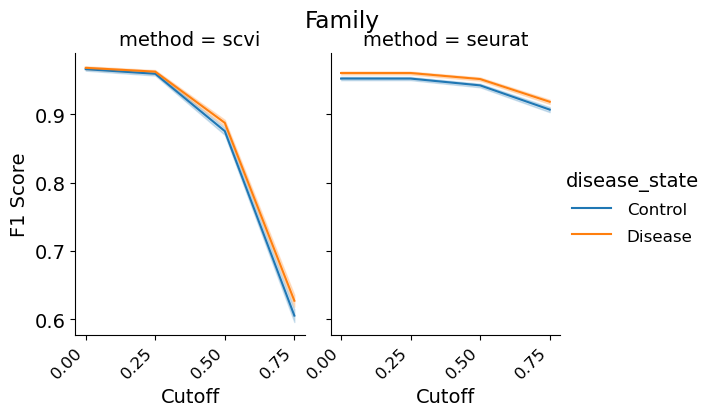 Family
method = scvi
method = seurat
F1 Score
0.9
0.8
0.7
0.6
0.00
0.25
0.50
0.75
Cutoff
0.00
0.25
0.50
0.75
Cutoff
disease_state
Control
Disease